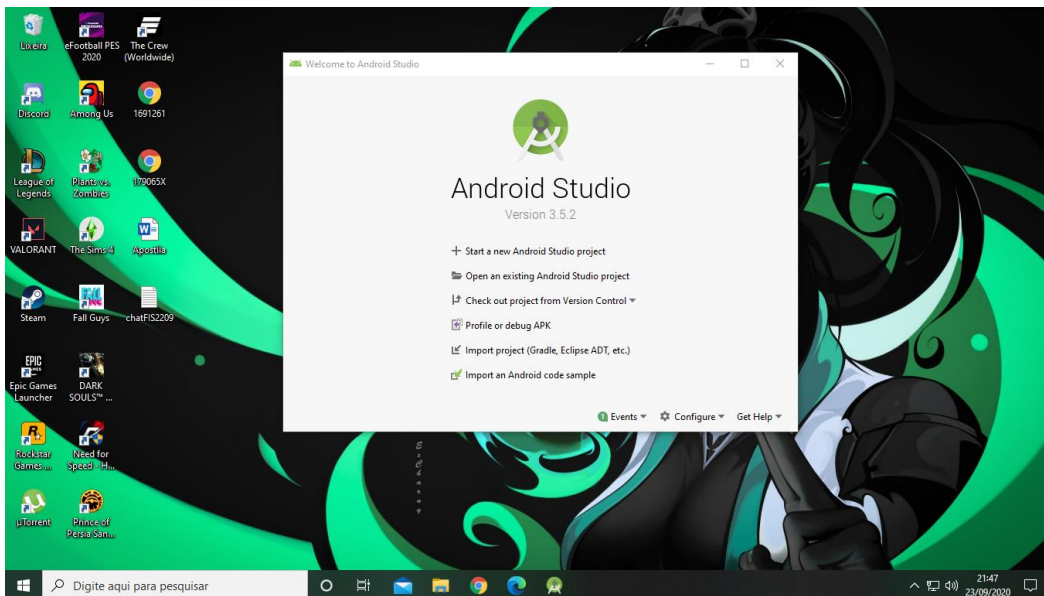 Lixeira
eFootball PES
2020
The Crew
(Worldwide)
Discord
Among Us
1691261
League of
Legends
Plants vs.
Zombies
179065X
VALORANT
The Sims 4
Apostila
Steam
Fall Guys
chatFIS2209
EPIC
GAMES
Epic Games
Launcher
DARK
SOULS™ ...
Rockstar
Games ...
Need for
Speed - H...
µTorrent
Prince of
Persia San...
Welcome to Android Studio
Android Studio
Version 3.5.2
Start a new Android Studio project
Open an existing Android Studio project
Check out project from Version Control
Profile or debug APK
Import project (Gradle, Eclipse ADT, etc.)
Import an Android code sample
1 Events
Configure
Get Help
Digite aqui para pesquisar
21:47
23/09/2020